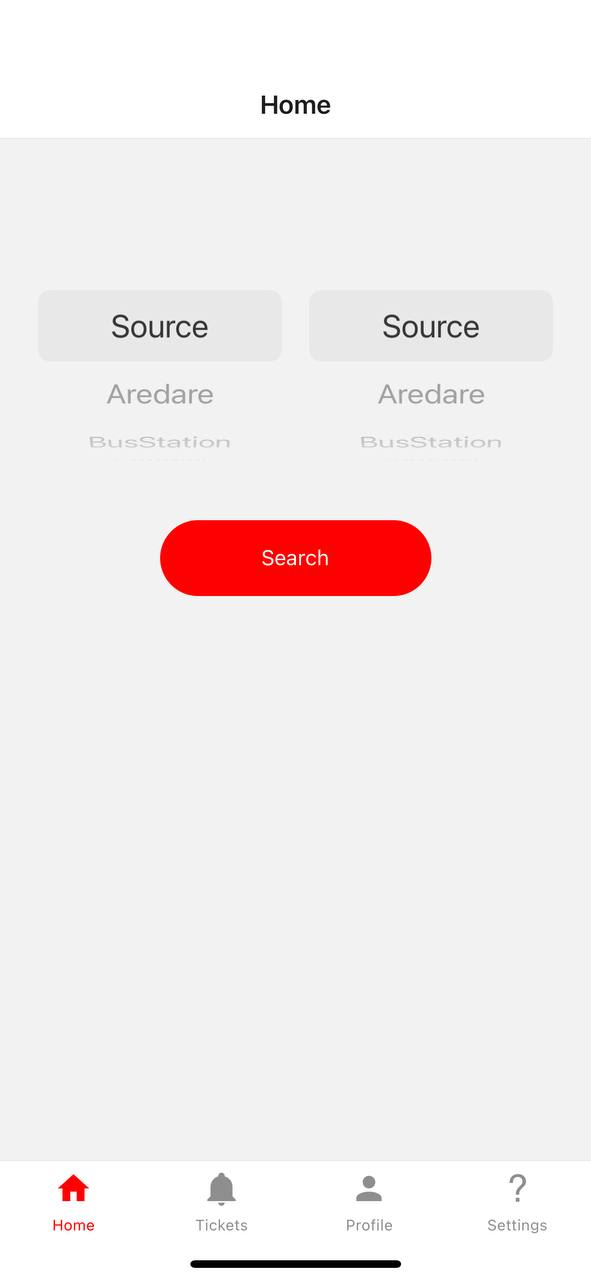 Home
Source Source
Aredare Aredare
BusStation BusStation
Search
Home Tickets Profile Settings